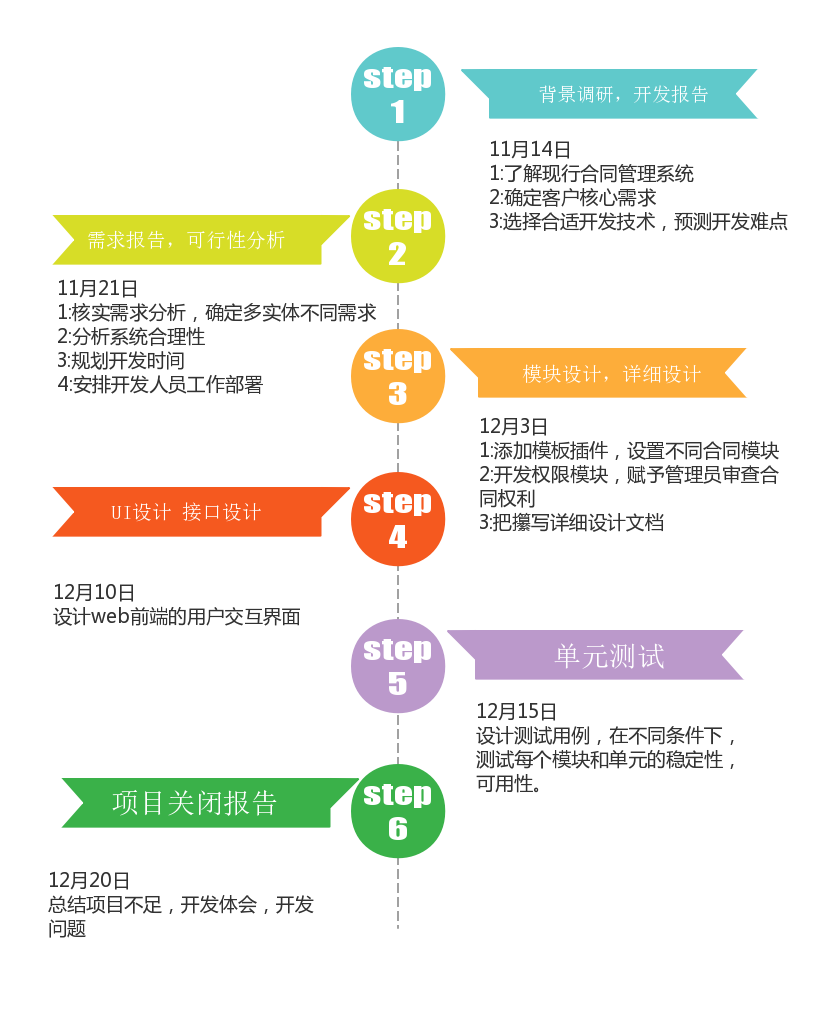 step
1
背景调研，开发报告
11月14日
1:了解现行合同管理系统
2:确定客户核心需求
3:选择合适开发技术，预测开发难点
step
2
需求报告，可行性分析
11月21日
1:核实需求分析，确定多实体不同需求
2:分析系统合理性
3:规划开发时间
4:安排开发人员工作部署
step
3
模块设计，详细设计
12月3日
1:添加模板插件，设置不同合同模块
2:开发权限模块，赋予管理员审查合
同权利
3:把攥写详细设计文档
step
4
UI设计 接口设计
12月10日
设计web前端的用户交互界面
step
5
单元测试
12月15日
设计测试用例，在不同条件下，
测试每个模块和单元的稳定性，
可用性。
step
6
项目关闭报告
12月20日
总结项目不足，开发体会，开发
问题